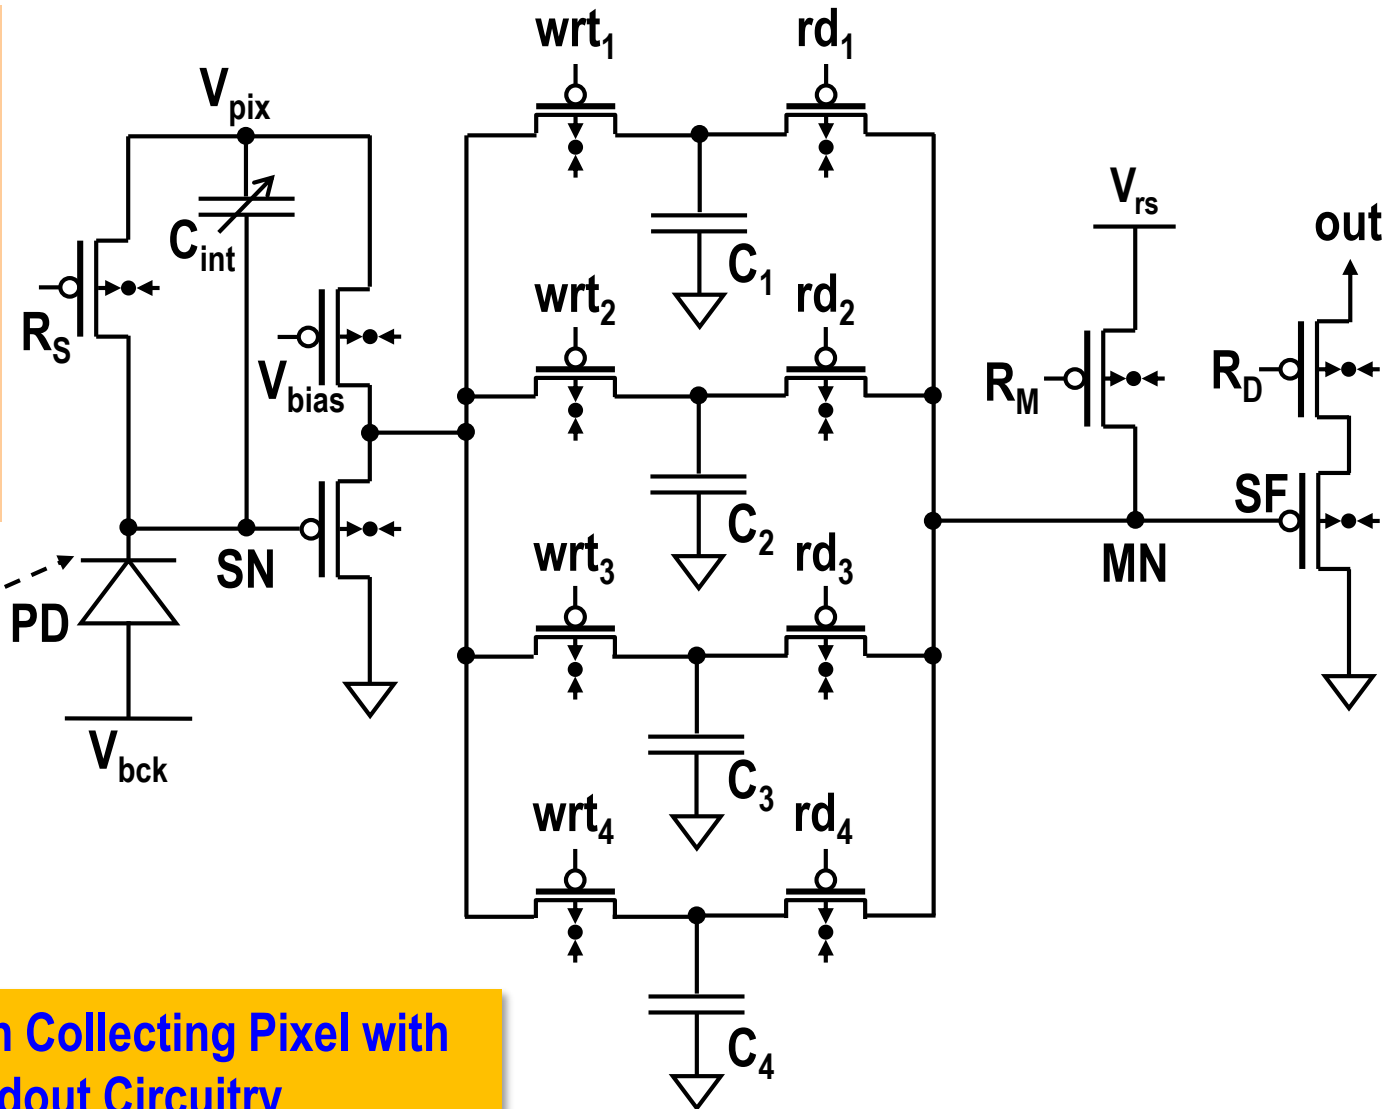 wrt1
rd1
Vpix
Vrs
out
Cint
C1
wrt2
rd2
RS
Vbias
RM
RD
SF
C2
SN
wrt3
rd3
MN
PD
Vbck
C3
wrt4
rd4
Collecting Pixel with
C4
Circuitry